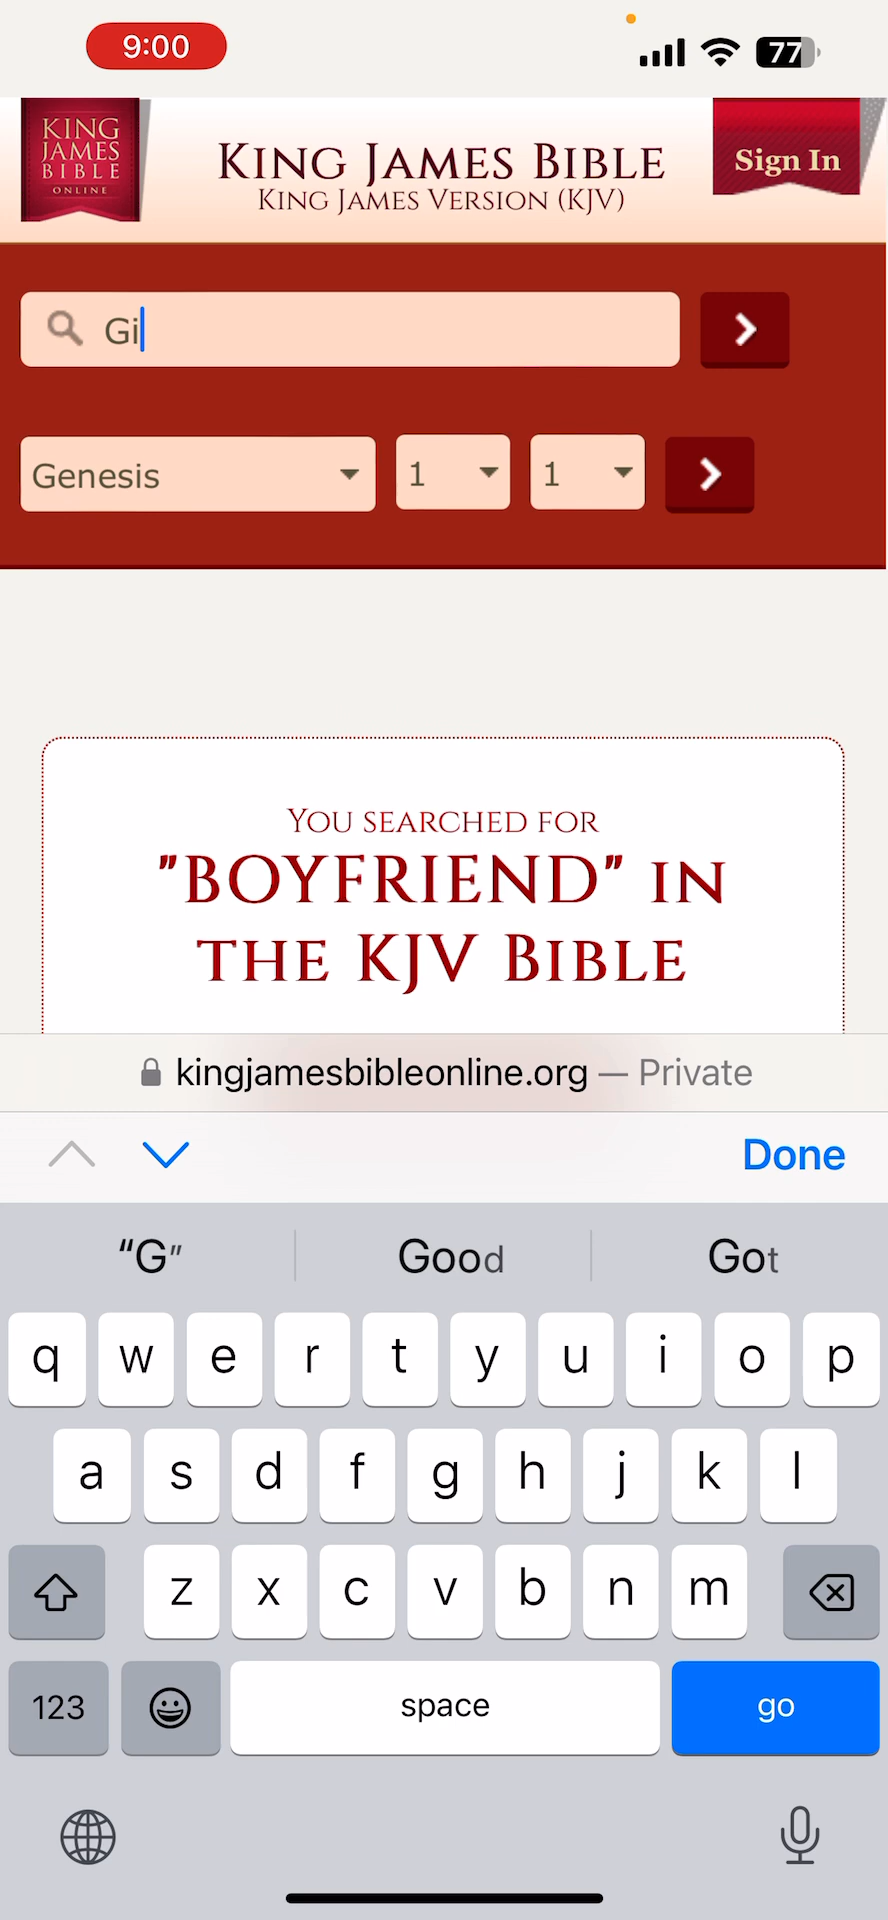 9:00
77
KING
JAMES
BIBLE
ONLINE
KING JAMES BIBLE
KING JAMES VERSION (KJV)
Sign In
Gi
Genesis
1
1
YOU SEARCHED FOR
"BOYFRIEND" IN
THE KJV BIBLE
kingjamesbibleonline.org — Private
Done
“G” Good Got
q w e r t y u i o p
a s d f g h j k l
z x c v b n m
123 space go